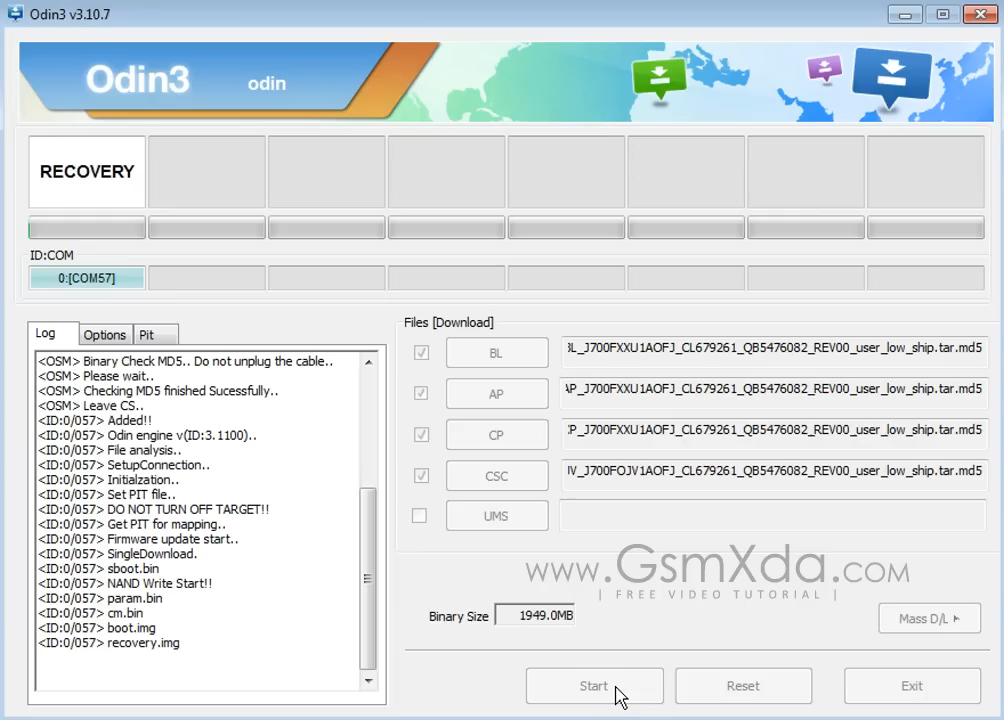 Odin3 v3.10.7
Odin3
odin
RECOVERY
ID:COM
0:[COM57]
Log
Options
Pit
<OSM> Binary Check MD5.. Do not unplug the cable..
<OSM> Please wait..
<OSM> Checking MD5 finished Sucessfully..
<OSM> Leave CS..
<ID:0/057> Added!!
<ID:0/057> Odin engine v(ID:3.1100)..
<ID:0/057> File analysis..
<ID:0/057> SetupConnection..
<ID:0/057> Initialzation..
<ID:0/057> Set PIT file..
<ID:0/057> DO NOT TURN OFF TARGET!!
<ID:0/057> Get PIT for mapping..
<ID:0/057> Firmware update start..
<ID:0/057> SingleDownload.
<ID:0/057> sboot.bin
<ID:0/057> NAND Write Start!!
<ID:0/057> param.bin
<ID:0/057> cm.bin
<ID:0/057> boot.img
<ID:0/057> recovery.img
Files [Download]
BL
3L_J700FXXU1AOFJ_CL679261_QB5476082_REV00_user_low_ship.tar.md5
AP
AP_J700FXXU1AOFJ_CL679261_QB5476082_REV00_user_low_ship.tar.md5
CP
CP_J700FXXU1AOFJ_CL679261_QB5476082_REV00_user_low_ship.tar.md5
CSC
IV_J700FOJV1AOFJ_CL679261_QB5476082_REV00_user_low_ship.tar.md5
UMS
www.GsmXda.com
| FREE VIDEO TUTORIAL |
Binary Size
1949.0MB
Mass D/L
Start
Reset
Exit